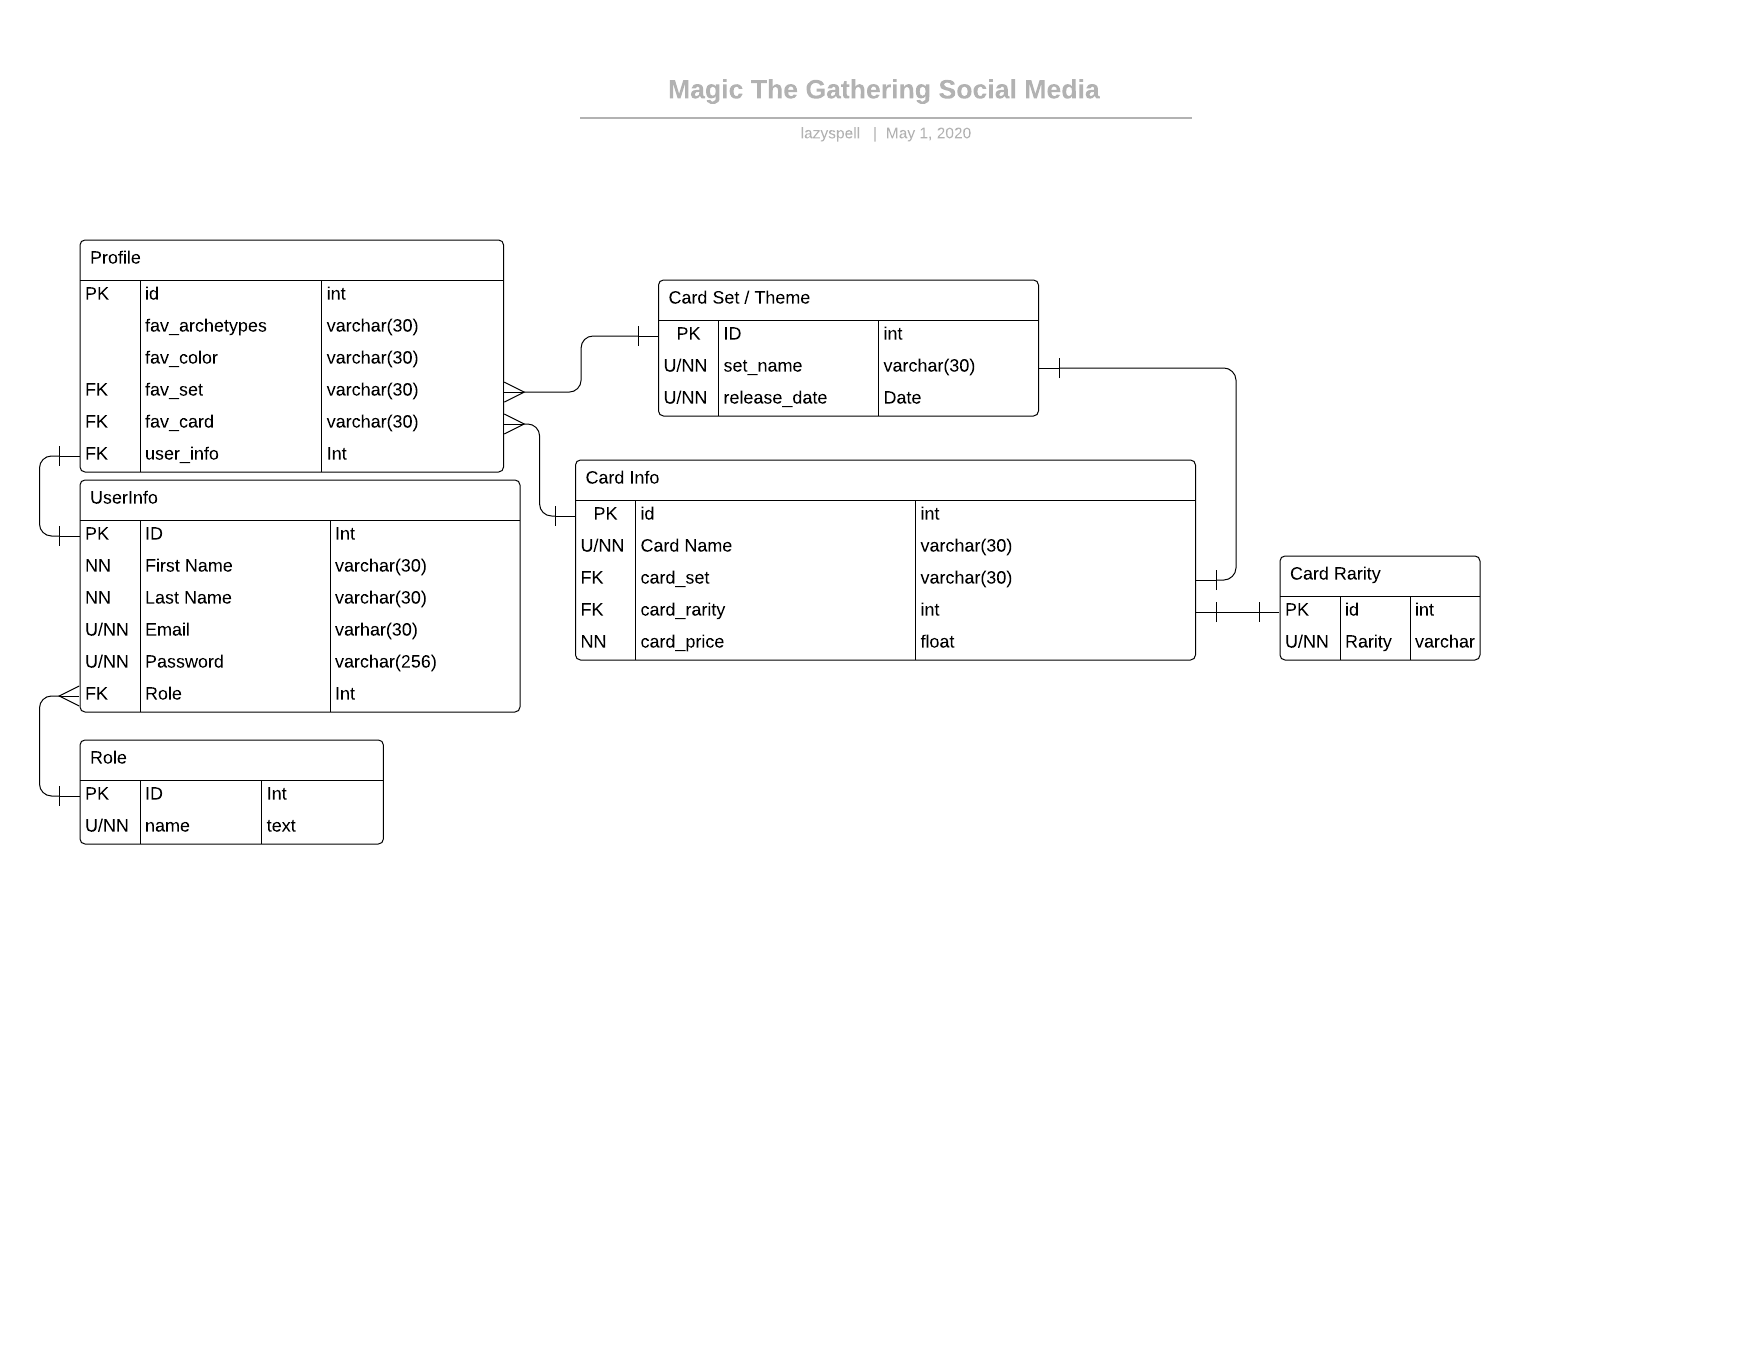 Magic The Gathering Social Media
lazyspell | May 1, 2020
Profile
PK id int
fav_archetypes varchar(30)
fav_color varchar(30)
FK fav_set varchar(30)
FK fav_card varchar(30)
FK user_info Int
UserInfo
PK ID Int
NN First Name varchar(30)
NN Last Name varchar(30)
U/NN Email varhar(30)
U/NN Password varchar(256)
FK Role Int
Role
PK ID Int
U/NN name text
Card Set / Theme
PK ID int
U/NN set_name varchar(30)
U/NN release_date Date
Card Info
PK id int
U/NN Card Name varchar(30)
FK card_set varchar(30)
FK card_rarity int
NN card_price float
Card Rarity
PK id int
U/NN Rarity varchar